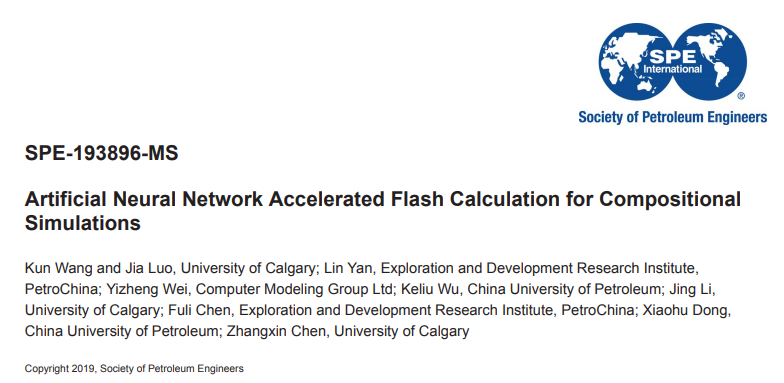 SPE
International
®
Society of Petroleum Engineers
SPE-193896-MS
Artificial Neural Network Accelerated Flash Calculation for Compositional
Simulations
Kun Wang and Jia Luo, University of Calgary; Lin Yan, Exploration and Development Research Institute,
PetroChina; Yizheng Wei, Computer Modeling Group Ltd; Keliu Wu, China University of Petroleum; Jing Li,
University of Calgary; Fuli Chen, Exploration and Development Research Institute, PetroChina; Xiaohu Dong,
China University of Petroleum; Zhangxin Chen, University of Calgary
Copyright 2019, Society of Petroleum Engineers